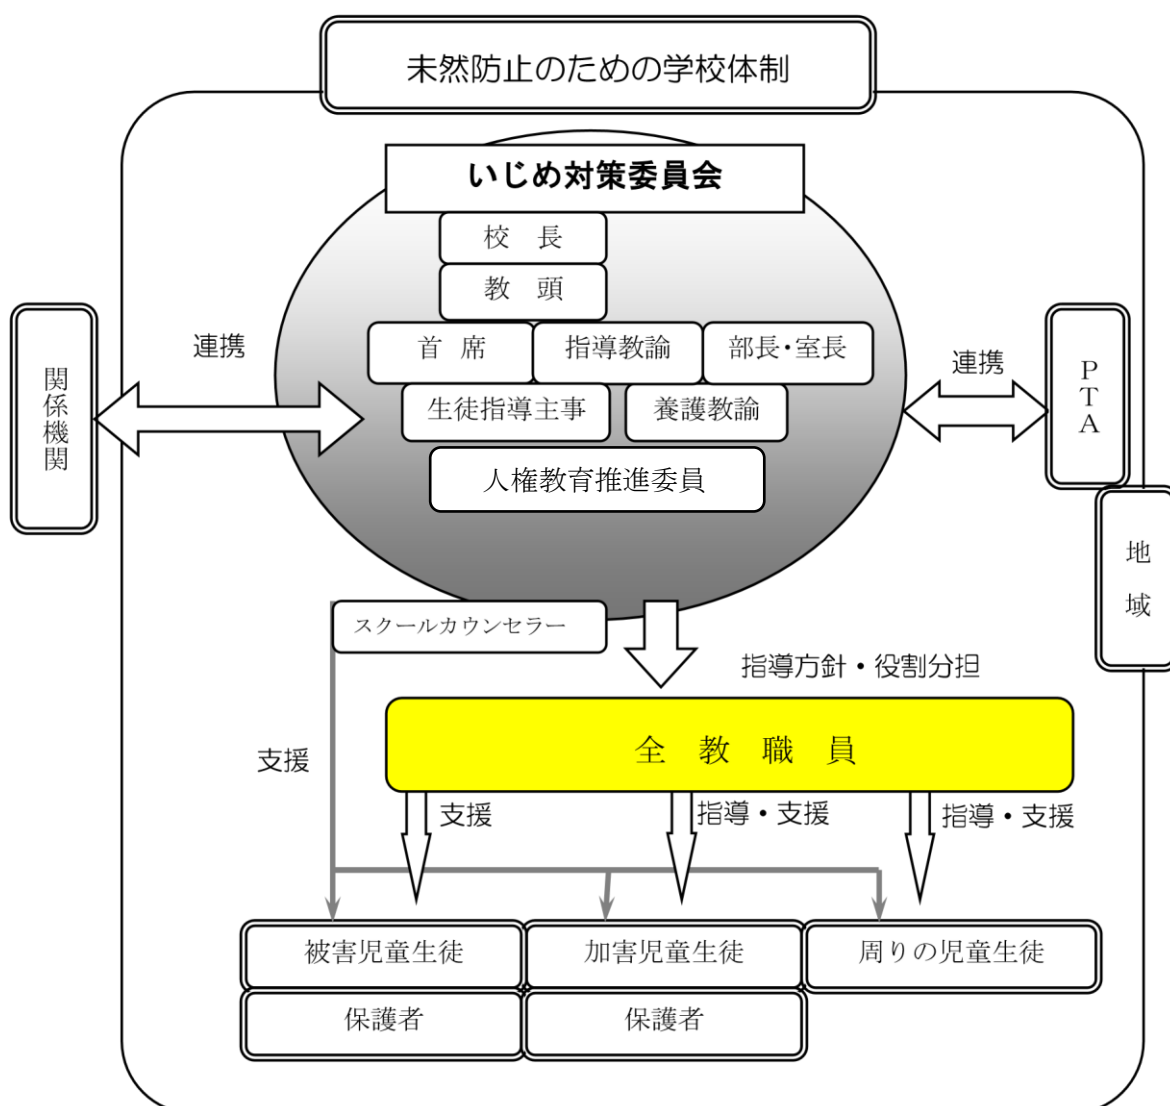 未然防止のための学校体制
いじめ対策委員会
校　長
教　頭
首 席
指導教諭
部長・室長
生徒指導主事
養護教諭
人権教育推進委員
連携
関係機関
連携
PTA
地域
スクールカウンセラー
指導方針・役割分担
全 教 職 員
支援
支援
指導・支援
指導・支援
被害児童生徒
加害児童生徒
周りの児童生徒
保護者
保護者